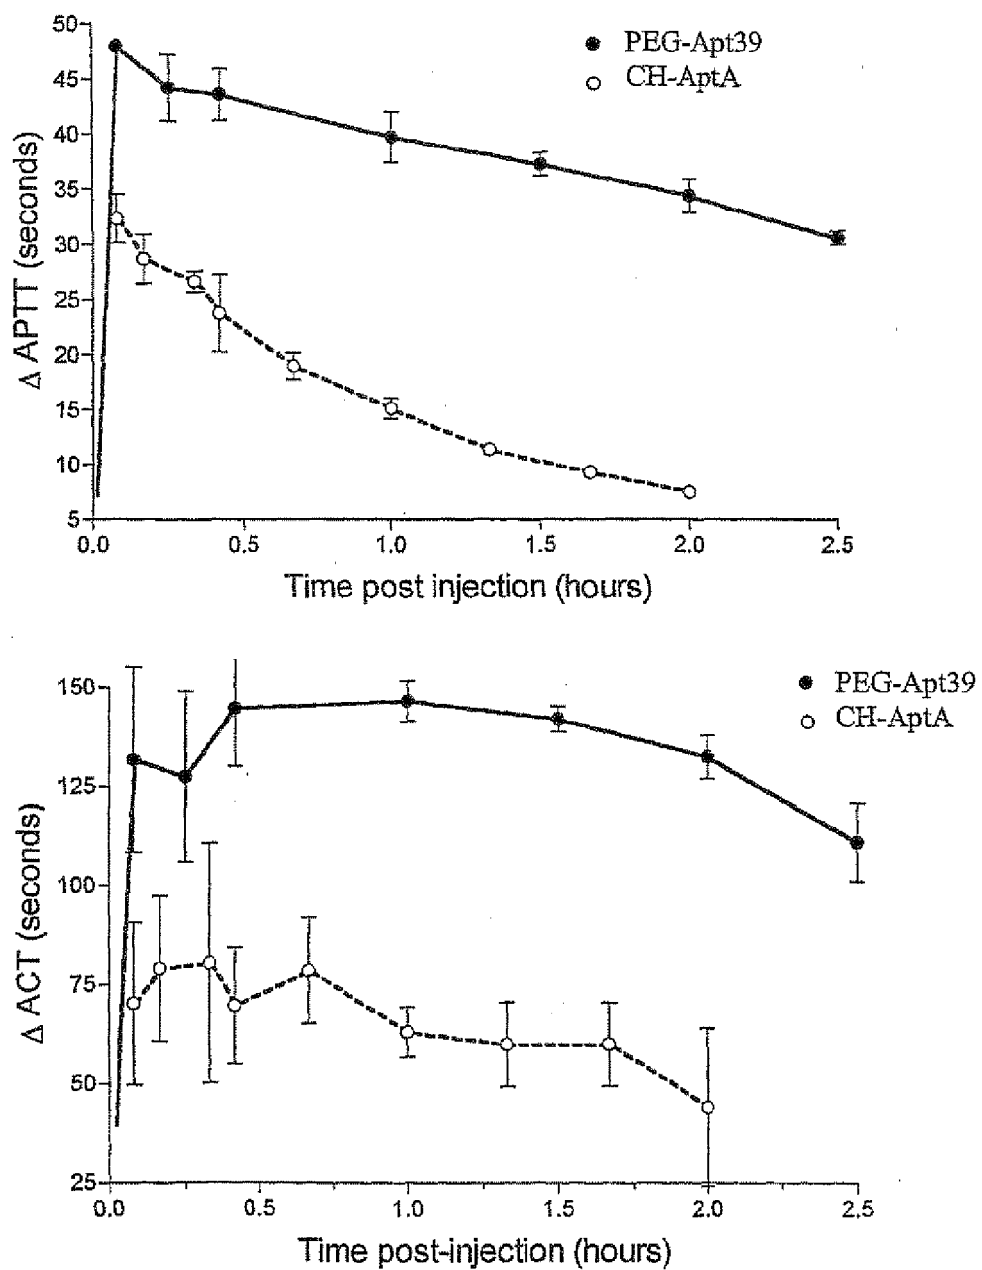 50
45
40
35
30
25
20
15
10
5
Δ APTT (seconds)
PEG-Apt39
CH-AptA
0.0 0.5 1.0 1.5 2.0 2.5
Time post injection (hours)
150
125
100
75
50
25
Δ ACT (seconds)
PEG-Apt39
CH-AptA
0.0 0.5 1.0 1.5 2.0 2.5
Time post-injection (hours)